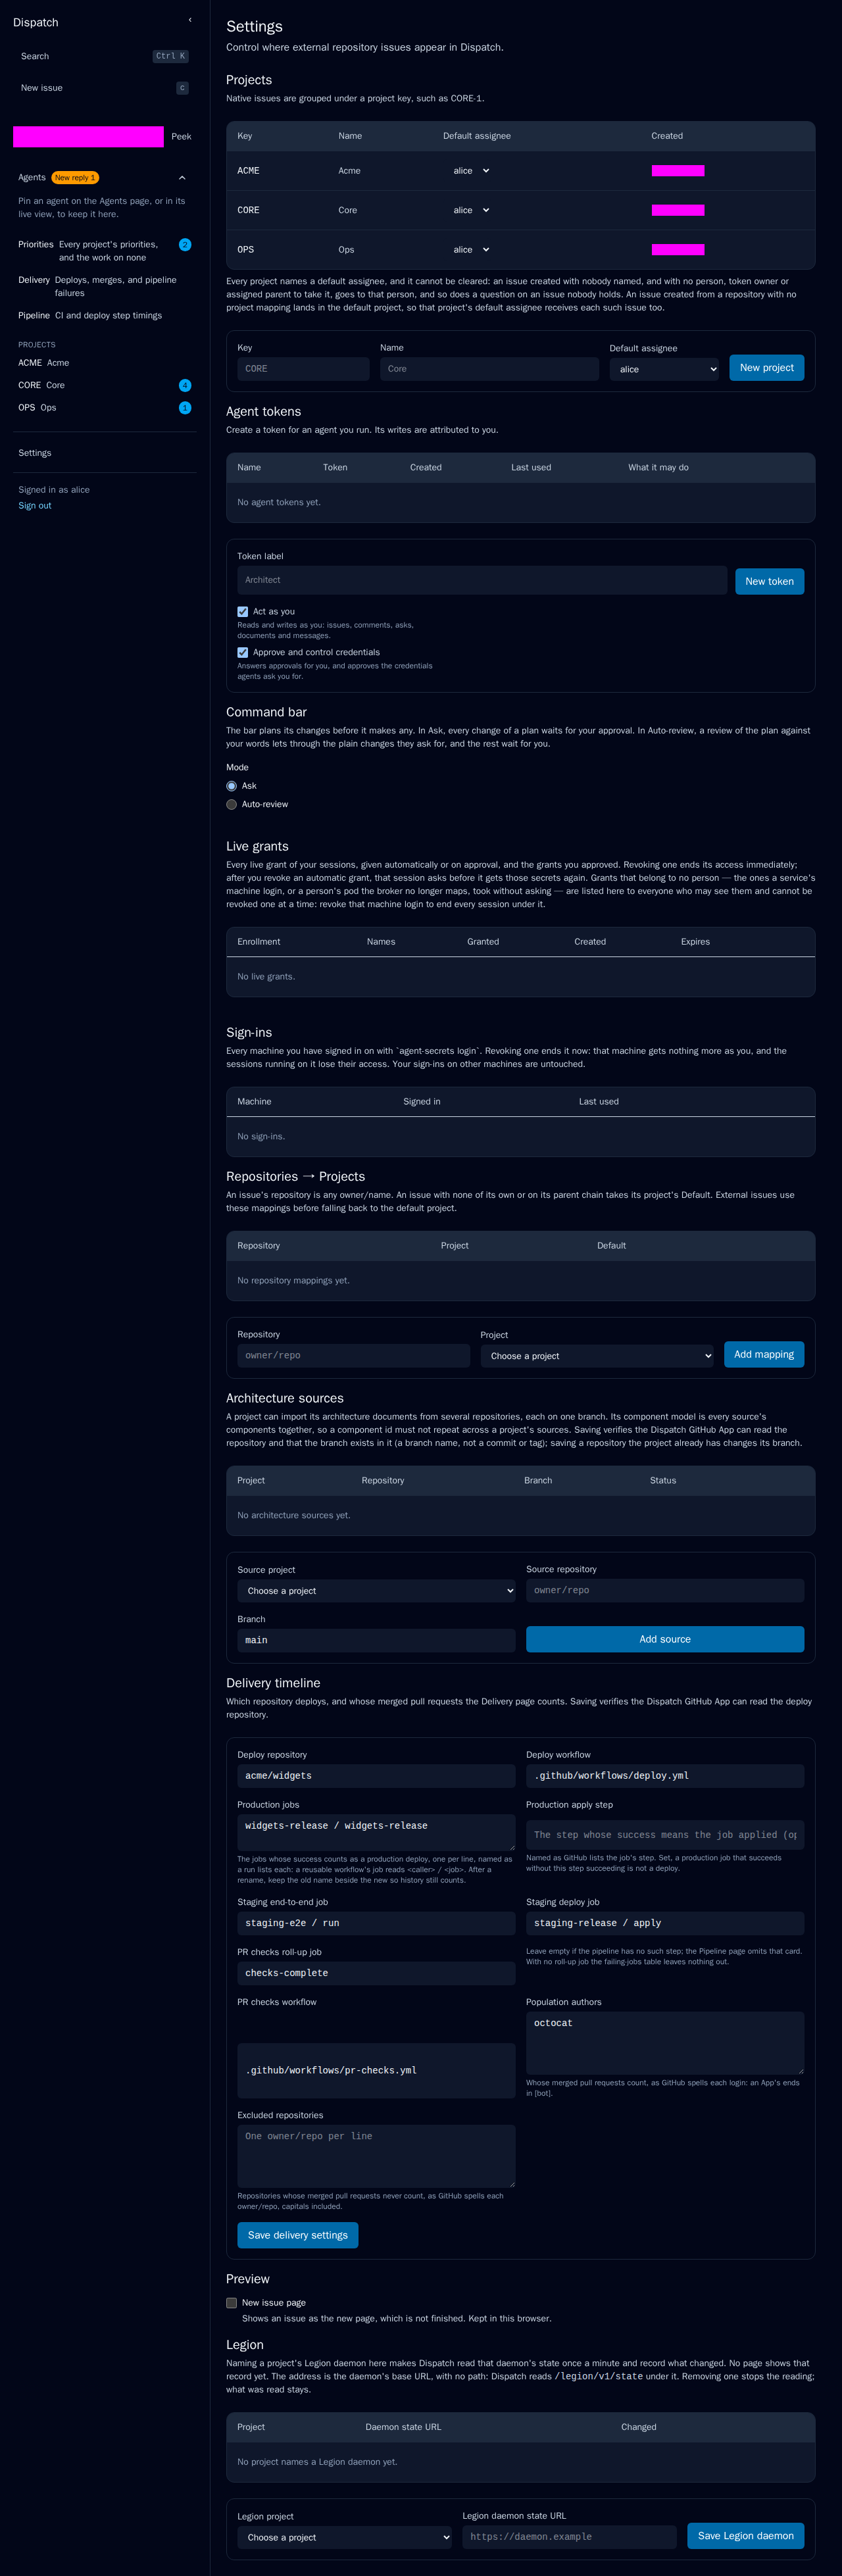 Dispatch
Search Ctrl K
New issue C
Peek
Agents New reply 1
Pin an agent on the Agents page, or in its
live view, to keep it here.
Priorities Every project's priorities, 2
and the work on none
Delivery Deploys, merges, and pipeline
failures
Pipeline CI and deploy step timings
PROJECTS
ACME Acme
CORE Core 4
OPS Ops 1
Settings
Signed in as alice
Sign out
Settings
Control where external repository issues appear in Dispatch.
Projects
Native issues are grouped under a project key, such as CORE-1.
Key Name Default assignee Created
ACME Acme alice
CORE Core alice
OPS Ops alice
Every project names a default assignee, and it cannot be cleared: an issue created with nobody named, and with no person, token owner or
assigned parent to take it, goes to that person, and so does a question on an issue nobody holds. An issue created from a repository with no
project mapping lands in the default project, so that project's default assignee receives each such issue too.
Key Name Default assignee
CORE Core alice New project
Agent tokens
Create a token for an agent you run. Its writes are attributed to you.
Name Token Created Last used What it may do
No agent tokens yet.
Token label
Architect New token
Act as you
Reads and writes as you: issues, comments, asks,
documents and messages.
Approve and control credentials
Answers approvals for you, and approves the credentials
agents ask you for.
Command bar
The bar plans its changes before it makes any. In Ask, every change of a plan waits for your approval. In Auto-review, a review of the plan against
your words lets through the plain changes they ask for, and the rest wait for you.
Mode
Ask
Auto-review
Live grants
Every live grant of your sessions, given automatically or on approval, and the grants you approved. Revoking one ends its access immediately;
after you revoke an automatic grant, that session asks before it gets those secrets again. Grants that belong to no person — the ones a service's
machine login, or a person's pod the broker no longer maps, took without asking — are listed here to everyone who may see them and cannot be
revoked one at a time: revoke that machine login to end every session under it.
Enrollment Names Granted Created Expires
No live grants.
Sign-ins
Every machine you have signed in on with `agent-secrets login`. Revoking one ends it now: that machine gets nothing more as you, and the
sessions running on it lose their access. Your sign-ins on other machines are untouched.
Machine Signed in Last used
No sign-ins.
Repositories → Projects
An issue's repository is any owner/name. An issue with none of its own or on its parent chain takes its project's Default. External issues use
these mappings before falling back to the default project.
Repository Project Default
No repository mappings yet.
Repository Project
owner/repo Choose a project Add mapping
Architecture sources
A project can import its architecture documents from several repositories, each on one branch. Its component model is every source's
components together, so a component id must not repeat across a project's sources. Saving verifies the Dispatch GitHub App can read the
repository and that the branch exists in it (a branch name, not a commit or tag); saving a repository the project already has changes its branch.
Project Repository Branch Status
No architecture sources yet.
Source project Source repository
Choose a project owner/repo
Branch
main Add source
Delivery timeline
Which repository deploys, and whose merged pull requests the Delivery page counts. Saving verifies the Dispatch GitHub App can read the deploy
repository.
Deploy repository Deploy workflow
acme/widgets .github/workflows/deploy.yml
Production jobs Production apply step
widgets-release / widgets-release The step whose success means the job applied (op
The jobs whose success counts as a production deploy, one per line, named as
a run lists each: a reusable workflow's job reads <caller> / <job>. After a
rename, keep the old name beside the new so history still counts.
Named as GitHub lists the job's step. Set, a production job that succeeds
without this step succeeding is not a deploy.
Staging end-to-end job Staging deploy job
staging-e2e / run staging-release / apply
PR checks roll-up job
checks-complete
Leave empty if the pipeline has no such step; the Pipeline page omits that card.
With no roll-up job the failing-jobs table leaves nothing out.
PR checks workflow Population authors
.github/workflows/pr-checks.yml octocat
Whose merged pull requests count, as GitHub spells each login: an App's ends
in [bot].
Excluded repositories
One owner/repo per line
Repositories whose merged pull requests never count, as GitHub spells each
owner/repo, capitals included.
Save delivery settings
Preview
New issue page
Shows an issue as the new page, which is not finished. Kept in this browser.
Legion
Naming a project's Legion daemon here makes Dispatch read that daemon's state once a minute and record what changed. No page shows that
record yet. The address is the daemon's base URL, with no path: Dispatch reads /legion/v1/state under it. Removing one stops the reading;
what was read stays.
Project Daemon state URL Changed
No project names a Legion daemon yet.
Legion project Legion daemon state URL
Choose a project https://daemon.example Save Legion daemon